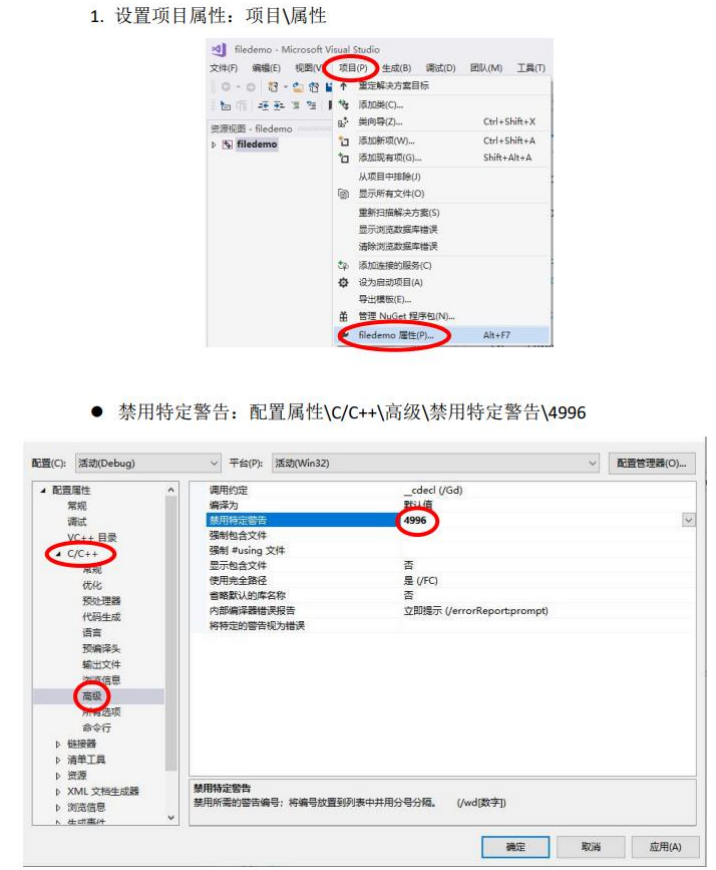 1. 设置项目属性：项目\属性
filedemo - Microsoft Visual Studio
文件(F) 编辑(E) 视图(V 项目(P) 生成(B) 调试(D) 团队(M) 工具(T)
重定解决方案目标
添加类(C)...
类向导(Z)... Ctrl+Shift+X
资源视图 - filedemo
添加新项(W)... Ctrl+Shift+A
filedemo
添加现有项(G)... Shift+Alt+A
从项目中排除(J)
显示所有文件(O)
重新扫描解决方案(S)
显示浏览数据库错误
清除浏览数据库错误
添加连接的服务(C)
设为启动项目(A)
导出模板(E)...
管理 NuGet 程序包(N)...
filedemo 属性(P)... Alt+F7
● 禁用特定警告：配置属性\C/C++\高级\禁用特定警告\4996
配置(C): 活动(Debug) 平台(P): 活动(Win32) 配置管理器(O)...
配置属性
常规
调试
VC++ 目录
C/C++
常规
优化
预处理器
代码生成
语言
预编译头
输出文件
浏览信息
高级
所有选项
命令行
链接器
清单工具
资源
XML 文档生成器
浏览信息
生成事件
调用约定 __cdecl (/Gd)
编译为 默认值
禁用特定警告 4996
强制包含文件
强制 #using 文件
显示包含文件 否
使用完全路径 是 (/FC)
省略默认的库名称 否
内部编译器错误报告 立即提示 (/errorReport:prompt)
将特定的警告视为错误
禁用特定警告
禁用所需的警告编号；将编号放置到列表中并用分号分隔。 (/wd[数字])
确定 取消 应用(A)